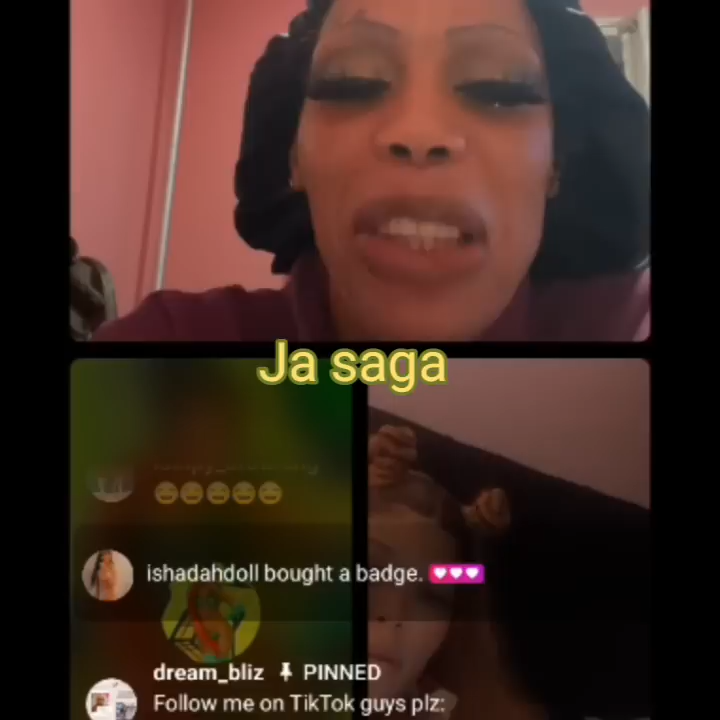 Ja saga
😂😂😂😂😂
ishadahdoll bought a badge.
dream_bliz 📌 PINNED
Follow me on TikTok guys plz: